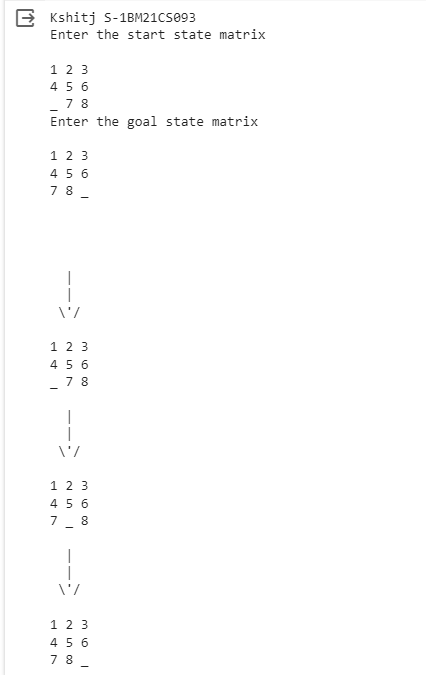 Kshitj S-1BM21CS093
Enter the start state matrix
1 2 3
4 5 6
_ 7 8
Enter the goal state matrix
1 2 3
4 5 6
7 8 _
|
|
\'/
1 2 3
4 5 6
_ 7 8
|
|
\'/
1 2 3
4 5 6
7 _ 8
|
|
\'/
1 2 3
4 5 6
7 8 _